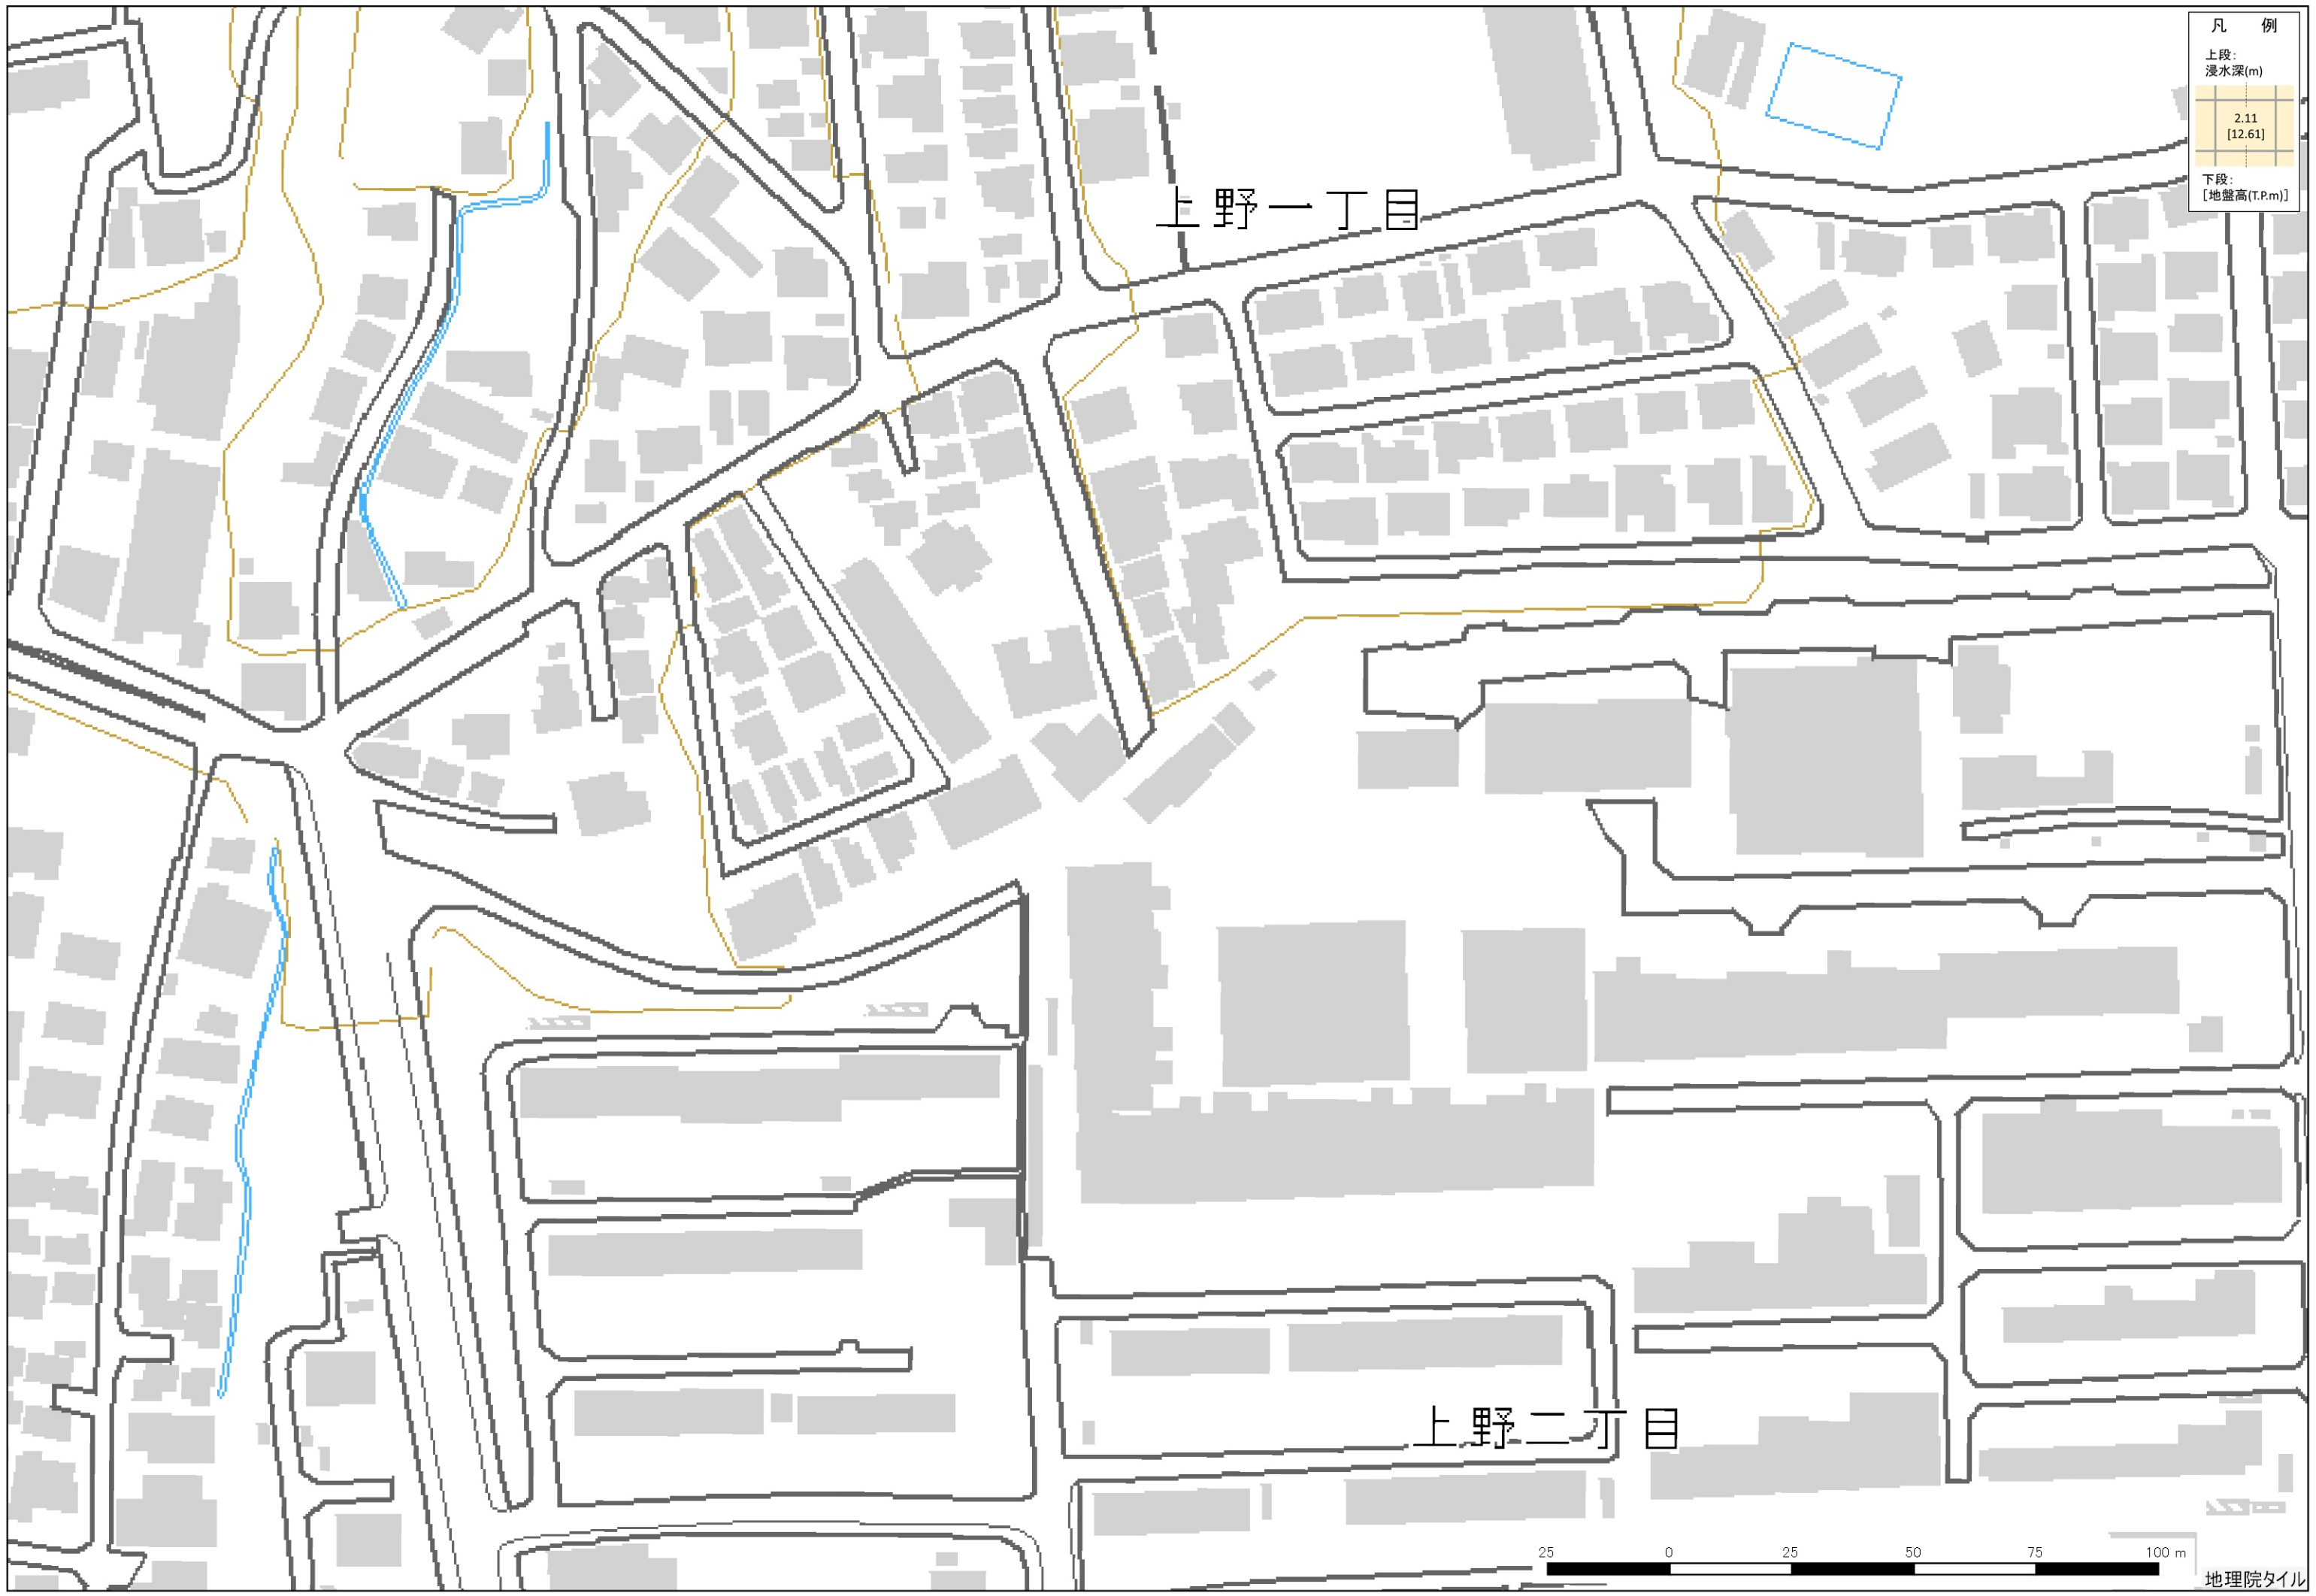 凡 例
上段:
浸水深(m)
2.11
[12.61]
下段:
[地盤高(T.P.m)]
上野一丁目
上野二丁目
25 0 25 50 75 100 m
地理院タイル